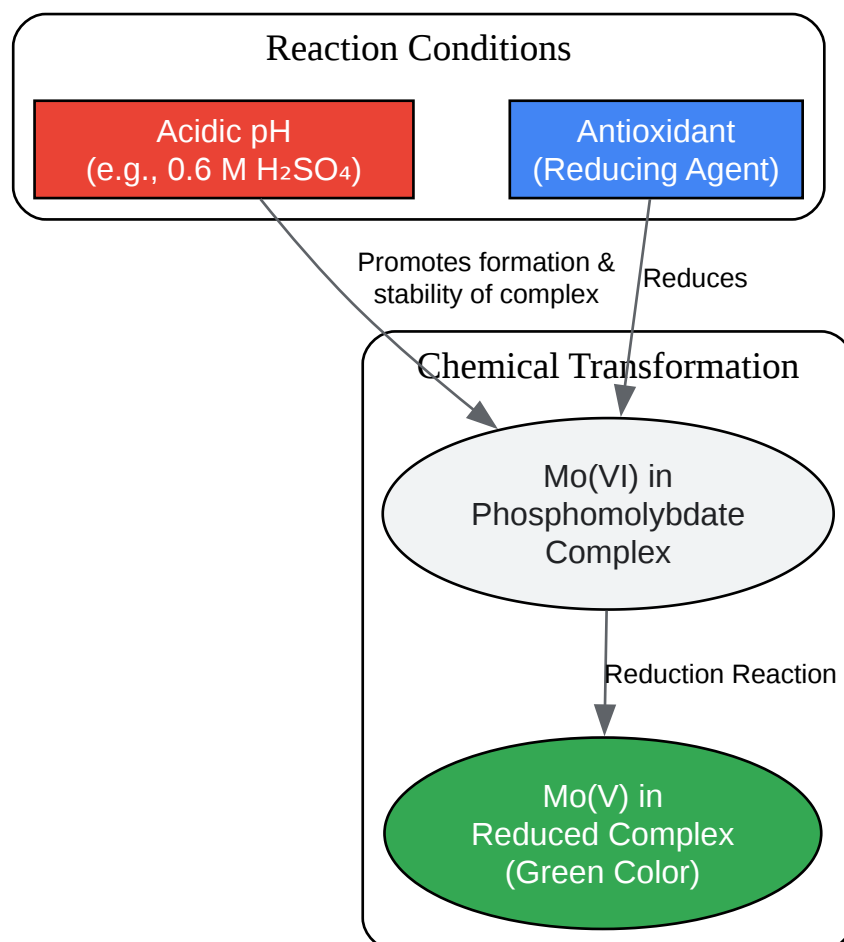 Reaction Conditions
Acidic pH
(e.g., 0.6 M H₂SO₄)
Antioxidant
(Reducing Agent)
Promotes formation &
stability of complex
Reduces
Chemical Transformation
Mo(VI) in
Phosphomolybdate
Complex
Reduction Reaction
Mo(V) in
Reduced Complex
(Green Color)